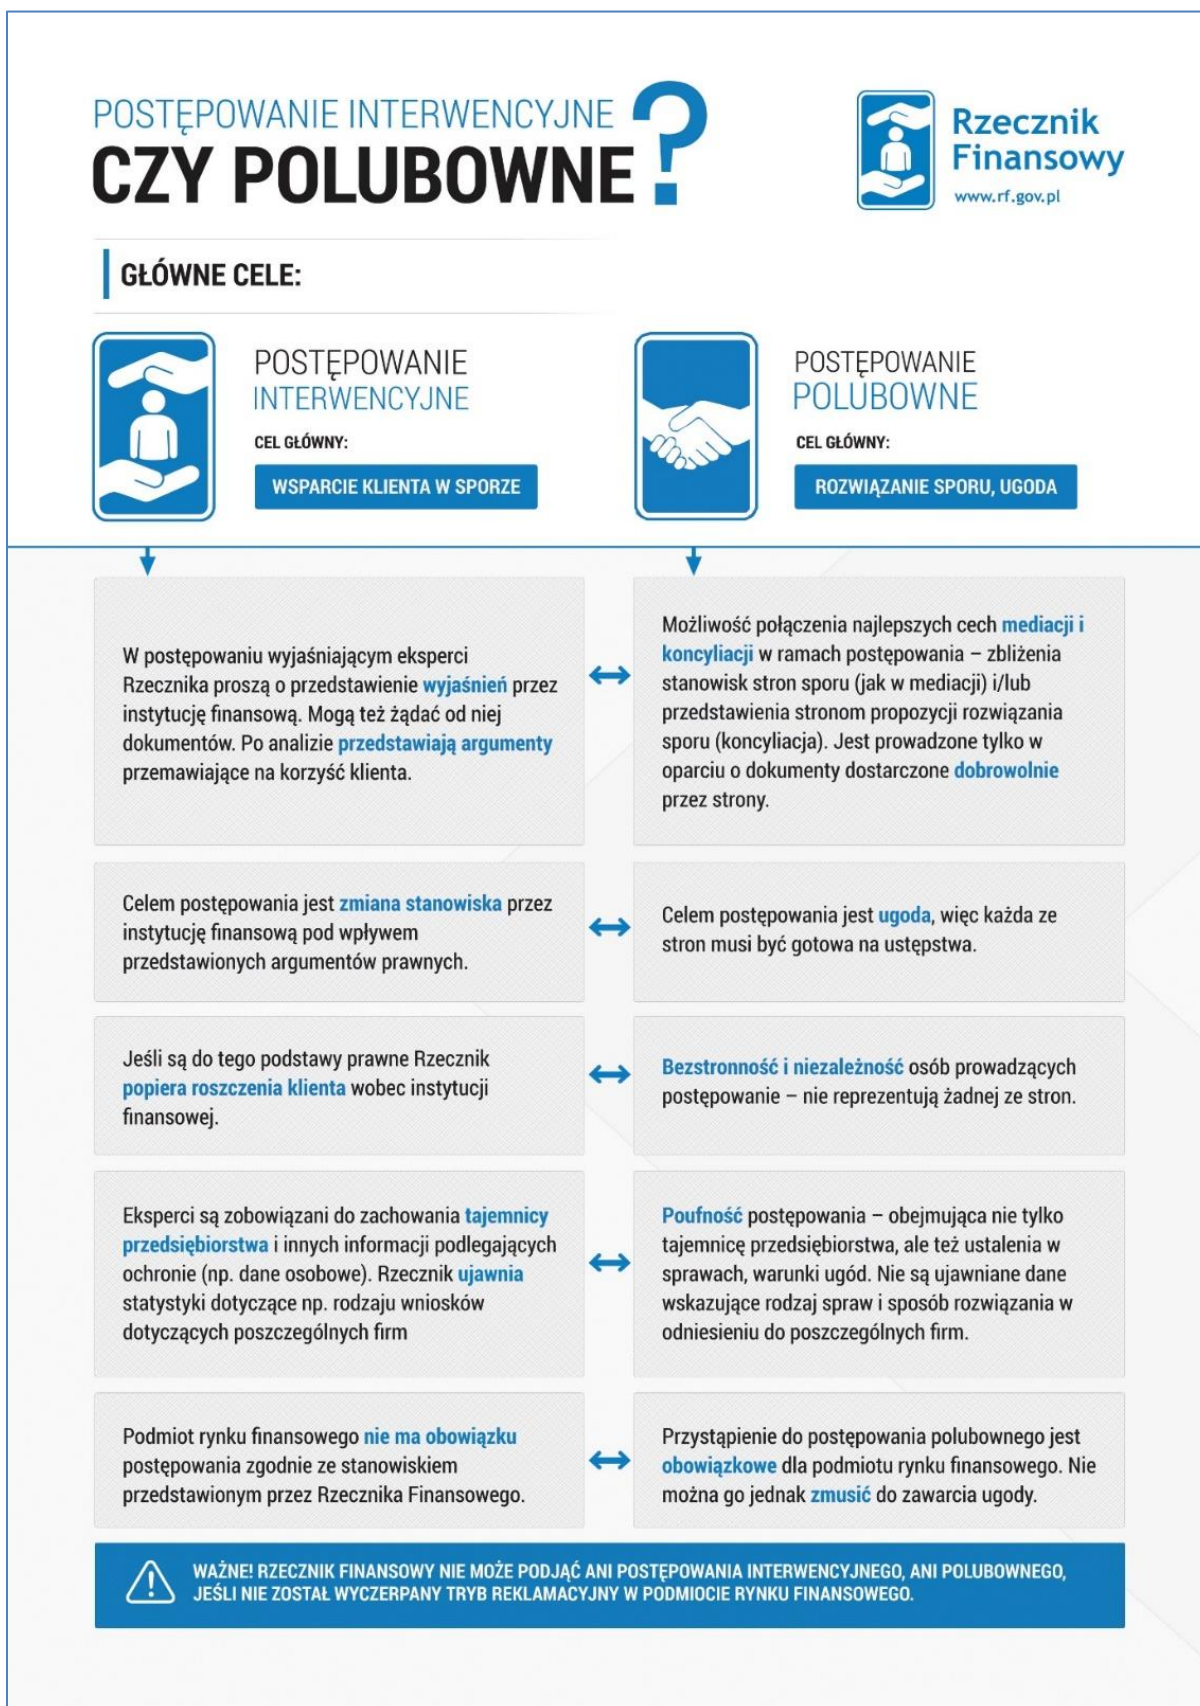 POSTĘPOWANIE INTERWENCYJNE
CZY POLUBOWNE?
Rzecznik
Finansowy
www.rf.gov.pl
GŁÓWNE CELE:
POSTĘPOWANIE
INTERWENCYJNE
CEL GŁÓWNY:
WSPARCIE KLIENTA W SPORZE
POSTĘPOWANIE
POLUBOWNE
CEL GŁÓWNY:
ROZWIĄZANIE SPORU, UGODA
W postępowaniu wyjaśniającym eksperci
Rzecznika proszą o przedstawienie wyjaśnień przez
instytucję finansową. Mogą też żądać od niej
dokumentów. Po analizie przedstawiają argumenty
przemawiające na korzyść klienta.
Możliwość połączenia najlepszych cech mediacji i
koncyliacji w ramach postępowania – zbliżenia
stanowisk stron sporu (jak w mediacji) i/lub
przedstawienia stronom propozycji rozwiązania
sporu (koncyliacja). Jest prowadzone tylko w
oparciu o dokumenty dostarczone dobrowolnie
przez strony.
Celem postępowania jest zmiana stanowiska przez
instytucję finansową pod wpływem
przedstawionych argumentów prawnych.
Celem postępowania jest ugoda, więc każda ze
stron musi być gotowa na ustępstwa.
Jeśli są do tego podstawy prawne Rzecznik
popiera roszczenia klienta wobec instytucji
finansowej.
Bezstronność i niezależność osób prowadzących
postępowanie – nie reprezentują żadnej ze stron.
Eksperci są zobowiązani do zachowania tajemnicy
przedsiębiorstwa i innych informacji podlegających
ochronie (np. dane osobowe). Rzecznik ujawnia
statystyki dotyczące np. rodzaju wniosków
dotyczących poszczególnych firm
Poufność postępowania – obejmująca nie tylko
tajemnicę przedsiębiorstwa, ale też ustalenia w
sprawach, warunki ugód. Nie są ujawniane dane
wskazujące rodzaj spraw i sposób rozwiązania w
odniesieniu do poszczególnych firm.
Podmiot rynku finansowego nie ma obowiązku
postępowania zgodnie ze stanowiskiem
przedstawionym przez Rzecznika Finansowego.
Przystąpienie do postępowania polubownego jest
obowiązkowe dla podmiotu rynku finansowego. Nie
można go jednak zmusić do zawarcia ugody.
WAŻNE! RZECZNIK FINANSOWY NIE MOŻE PODJĄĆ ANI POSTĘPOWANIA INTERWENCYJNEGO, ANI POLUBOWNEGO,
JEŚLI NIE ZOSTAŁ WYCZERPANY TRYB REKLAMACYJNY W PODMIOCIE RYNKU FINANSOWEGO.